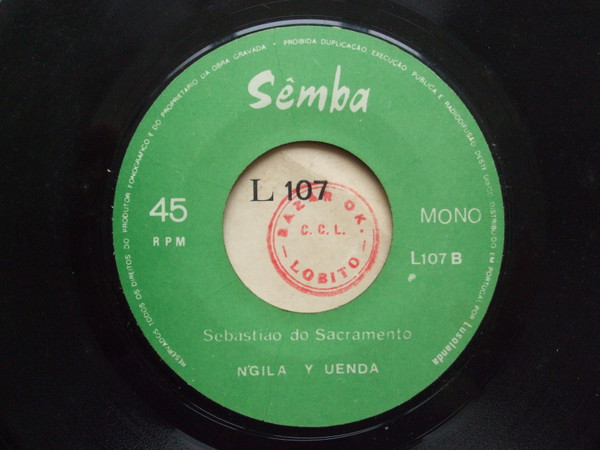 RESERVADOS TODOS OS DIREITOS DO PRODUTOR FONOGRÁFICO E DO PROPRIETÁRIO DA OBRA GRAVADA - PROIBIDA DUPLICAÇÃO, EXECUÇÃO PÚBLICA E RADIODIFUSÃO DESTE DISCO. DISTRIBUIDO EM PORTUGAL POR Lusolanda
Sêmba
L 107
45
RPM
MONO
L107 B
BAZAR OK.
C. C. L.
LOBITO
Sebastião do Sacramento
N'GILA Y UENDA